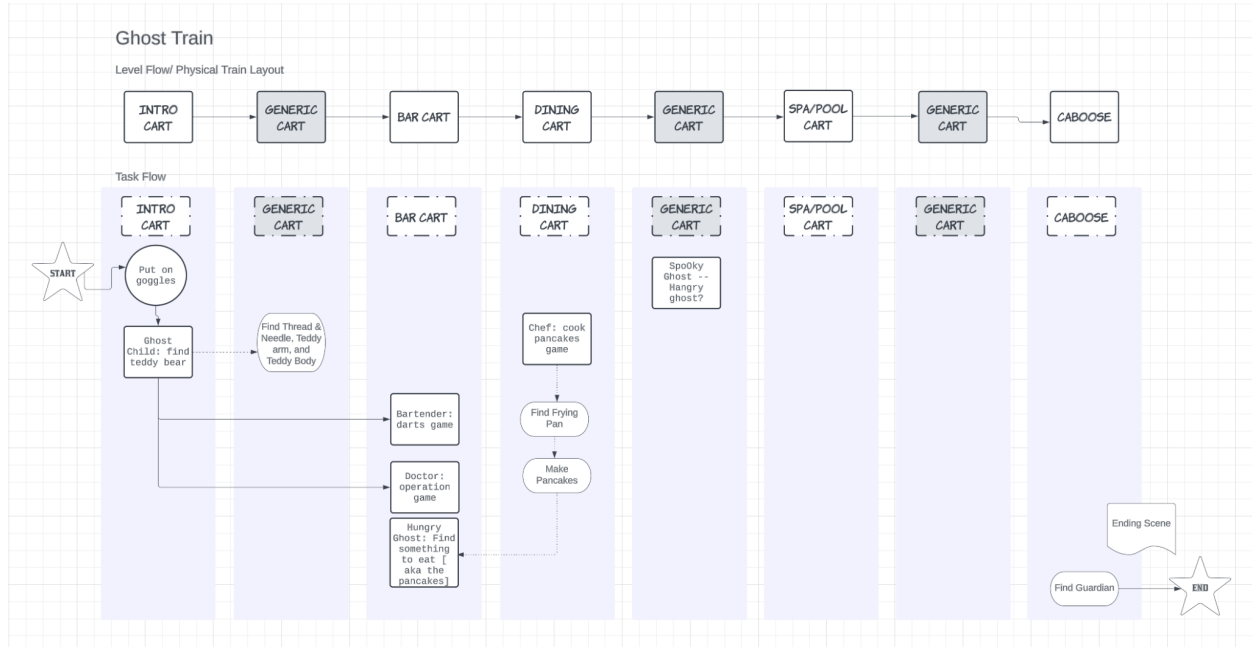 Ghost Train
Level Flow/ Physical Train Layout
INTRO
CART
GENERIC
CART
BAR CART
DINING
CART
GENERIC
CART
SPA/POOL
CART
GENERIC
CART
CABOOSE
Task Flow
INTRO
CART
GENERIC
CART
BAR CART
DINING
CART
GENERIC
CART
SPA/POOL
CART
GENERIC
CART
CABOOSE
START
Put on
goggles
Ghost
Child: find
teddy bear
Find Thread &
Needle, Teddy
arm, and
Teddy Body
Bartender:
darts game
Doctor:
operation
game
Hungry
Ghost: Find
something
to eat [
aka the
pancakes]
Chef: cook
pancakes
game
Find Frying
Pan
Make
Pancakes
SpoOky
Ghost --
Hangry
ghost?
Ending Scene
Find Guardian
END